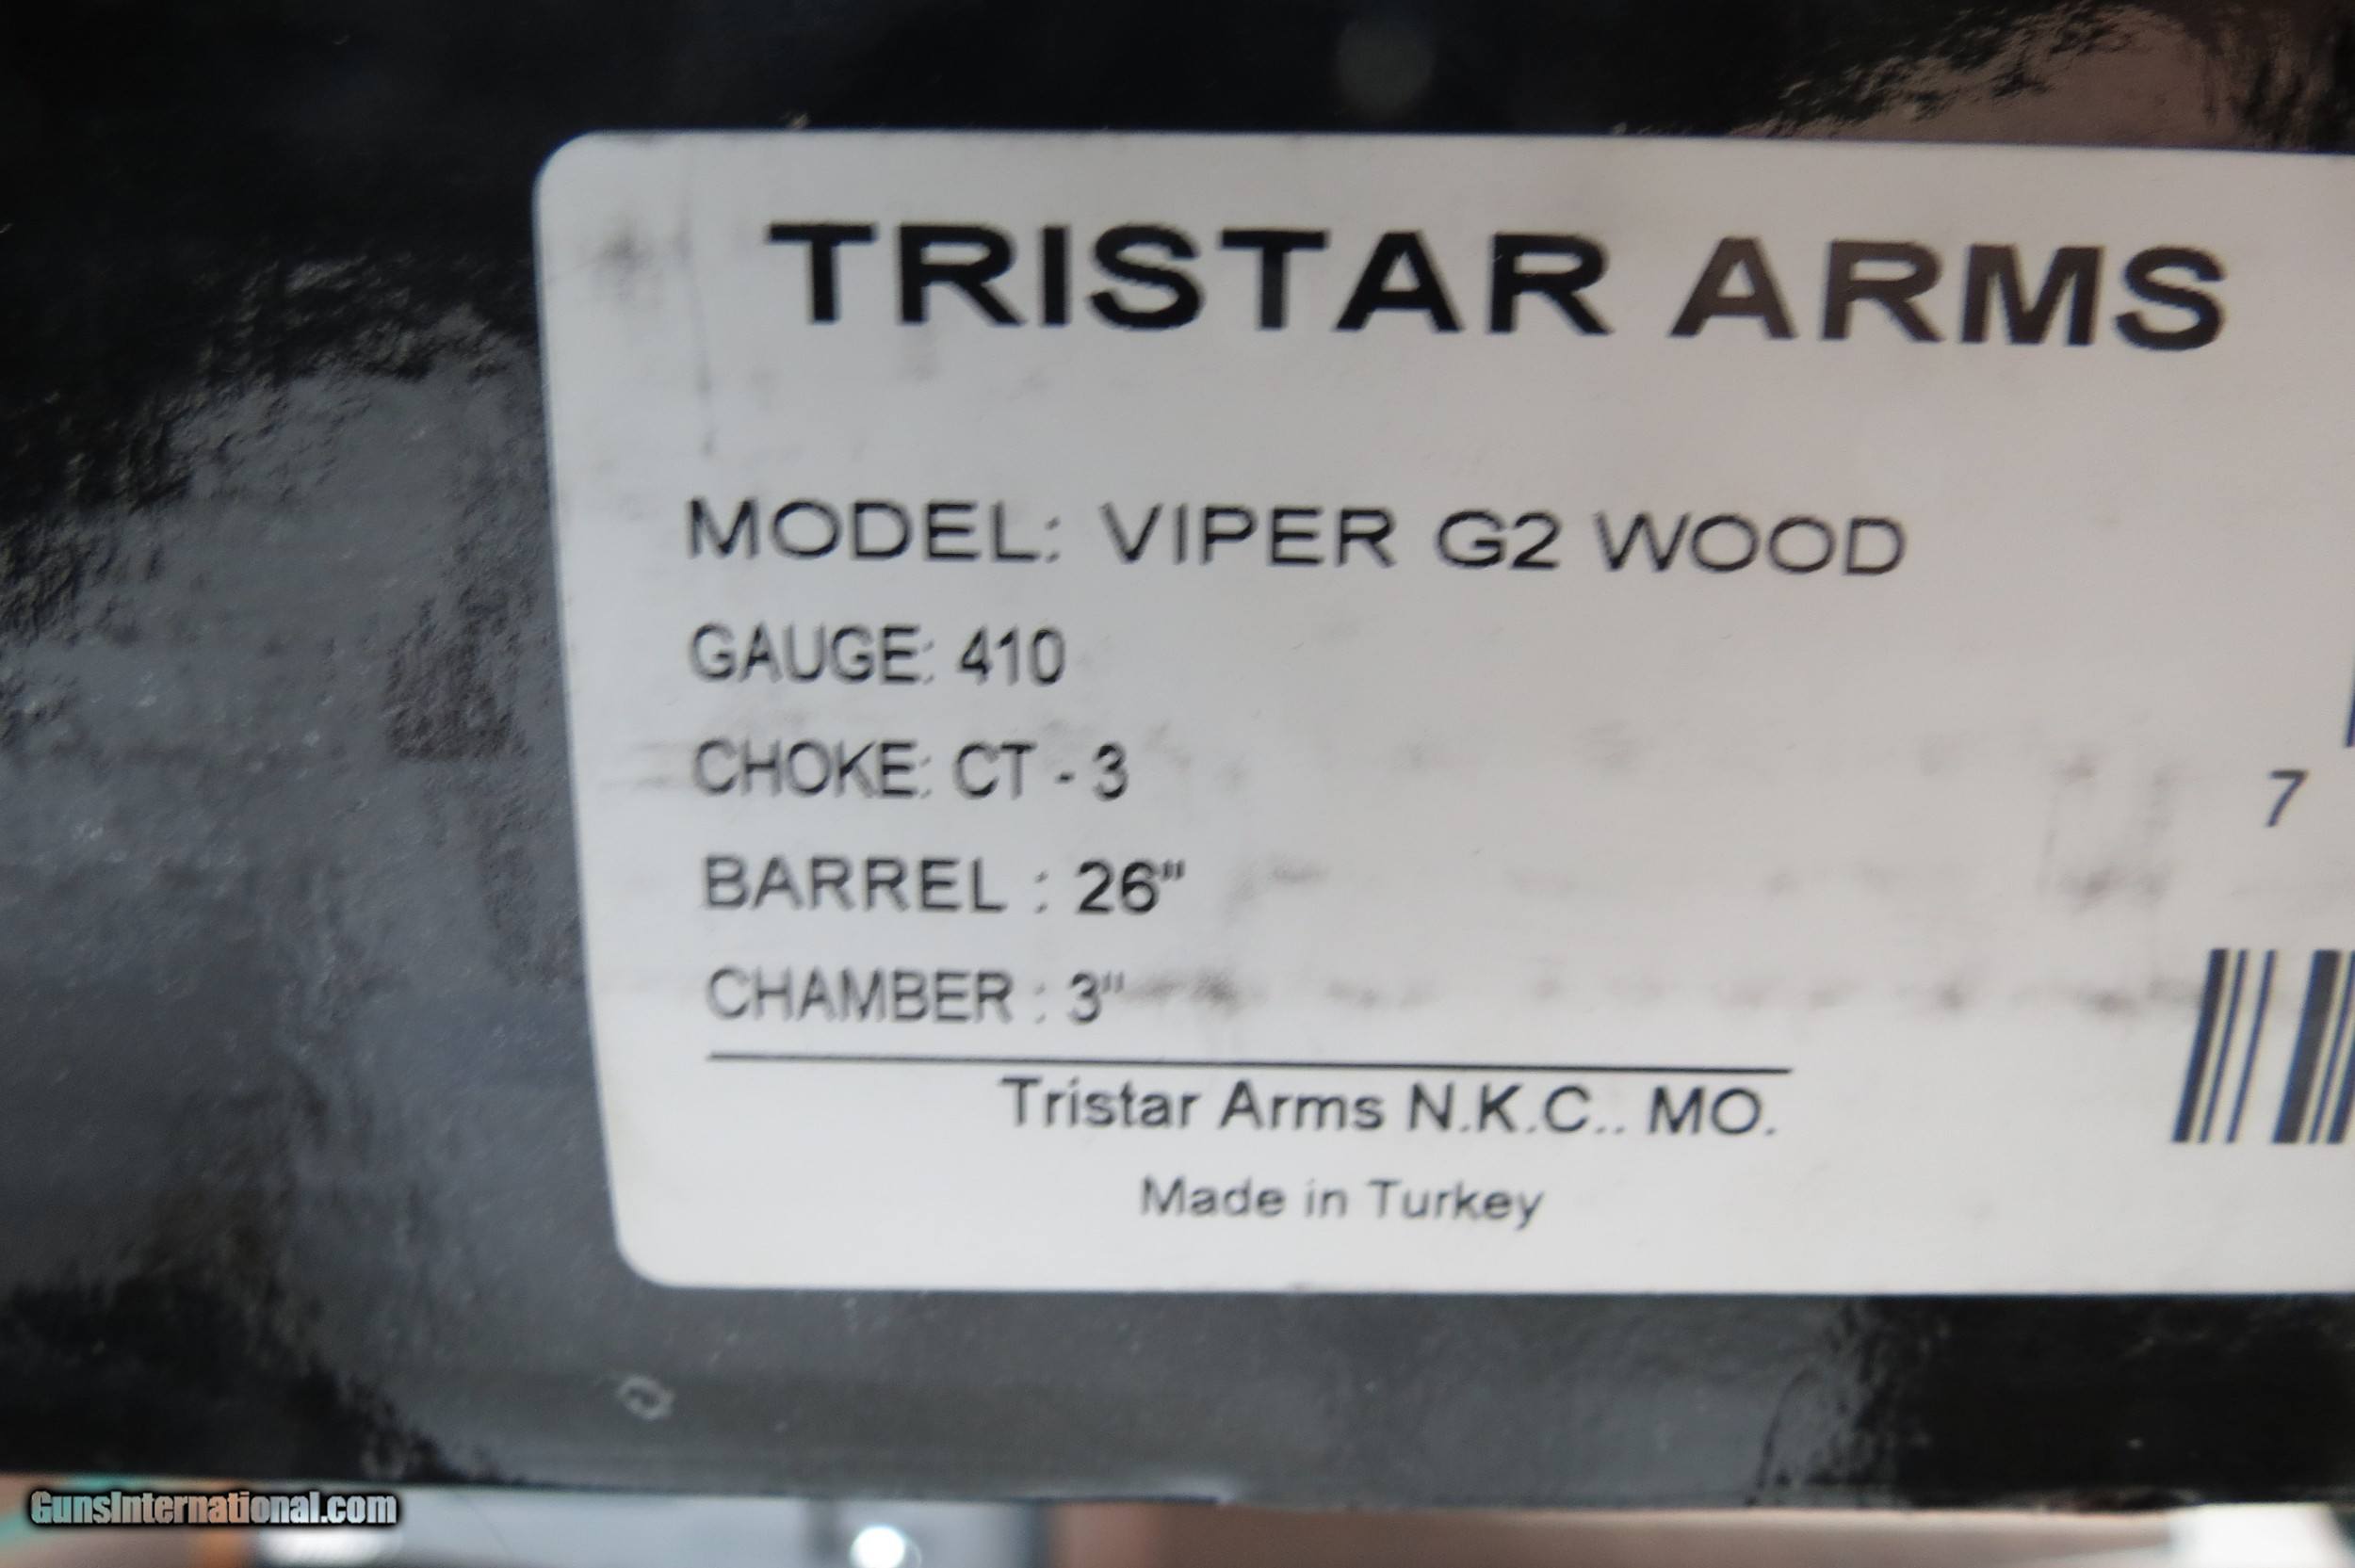 TRISTAR ARMS
MODEL: VIPER G2 WOOD
GAUGE: 410
CHOKE: CT - 3
7
BARREL : 26"
CHAMBER : 3"
Tristar Arms N.K.C.. MO.
Made in Turkey
GunsInternational.com